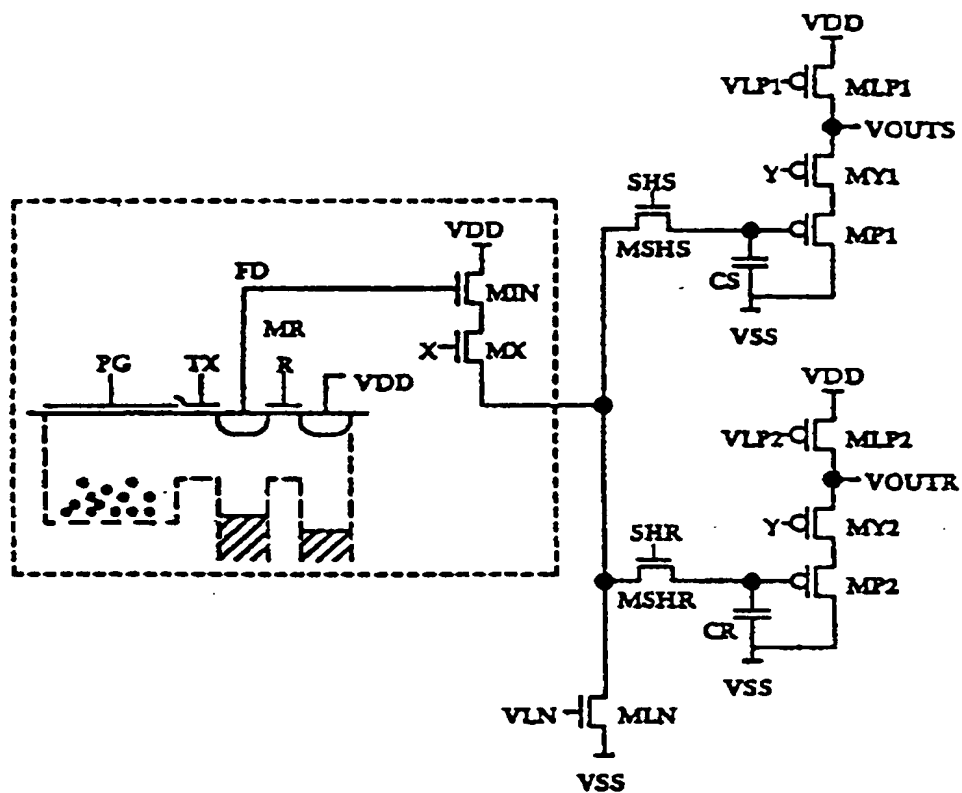 VDD
VLP1 MLP1
VOUTS
Y MY1
SHS
MSHS
MP1
CS
VSS
VDD
FD
MIN
MR
X MX
PG TX R
VDD
VDD
VLP2 MLP2
VOUTR
Y MY2
SHR
MSHR
MP2
CR
VSS
VLN MLN
VSS